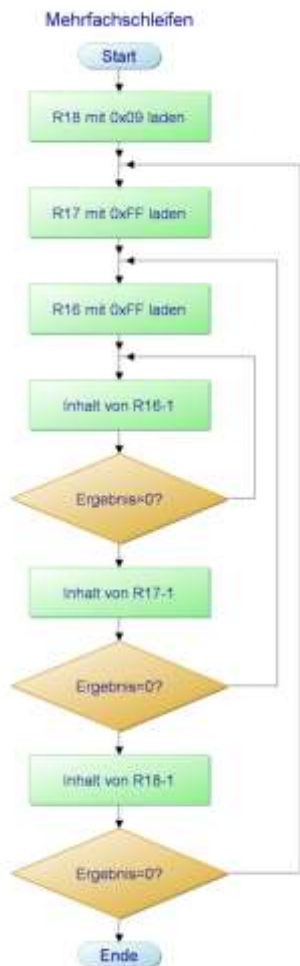 Mehrfachschleifen
Start
R18 mit 0x09 laden
R17 mit 0xFF laden
R16 mit 0xFF laden
Inhalt von R16-1
Ergebnis=0?
Inhalt von R17-1
Ergebnis=0?
Inhalt von R18-1
Ergebnis=0?
Ende